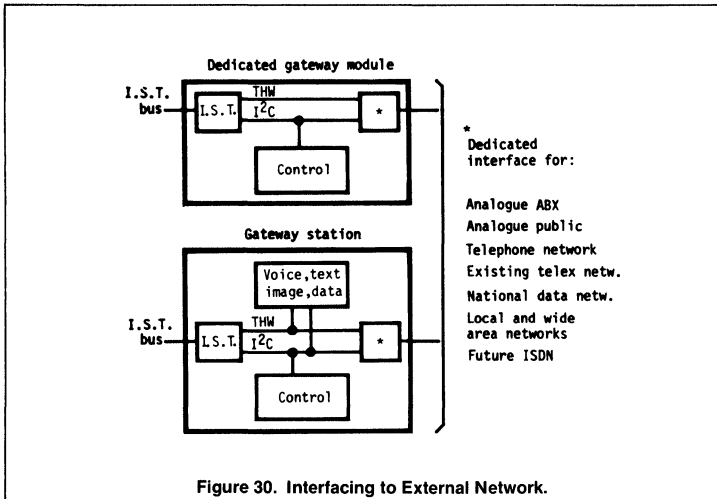 Dedicated gateway module
I.S.T.
bus
I.S.T.
THW
I²C
*
Control
Gateway station
Voice,text
image,data
I.S.T.
bus
I.S.T.
THW
I²C
*
Control
*
Dedicated
interface for:
Analogue ABX
Analogue public
Telephone network
Existing telex netw.
National data netw.
Local and wide
area networks
Future ISDN
Figure 30. Interfacing to External Network.